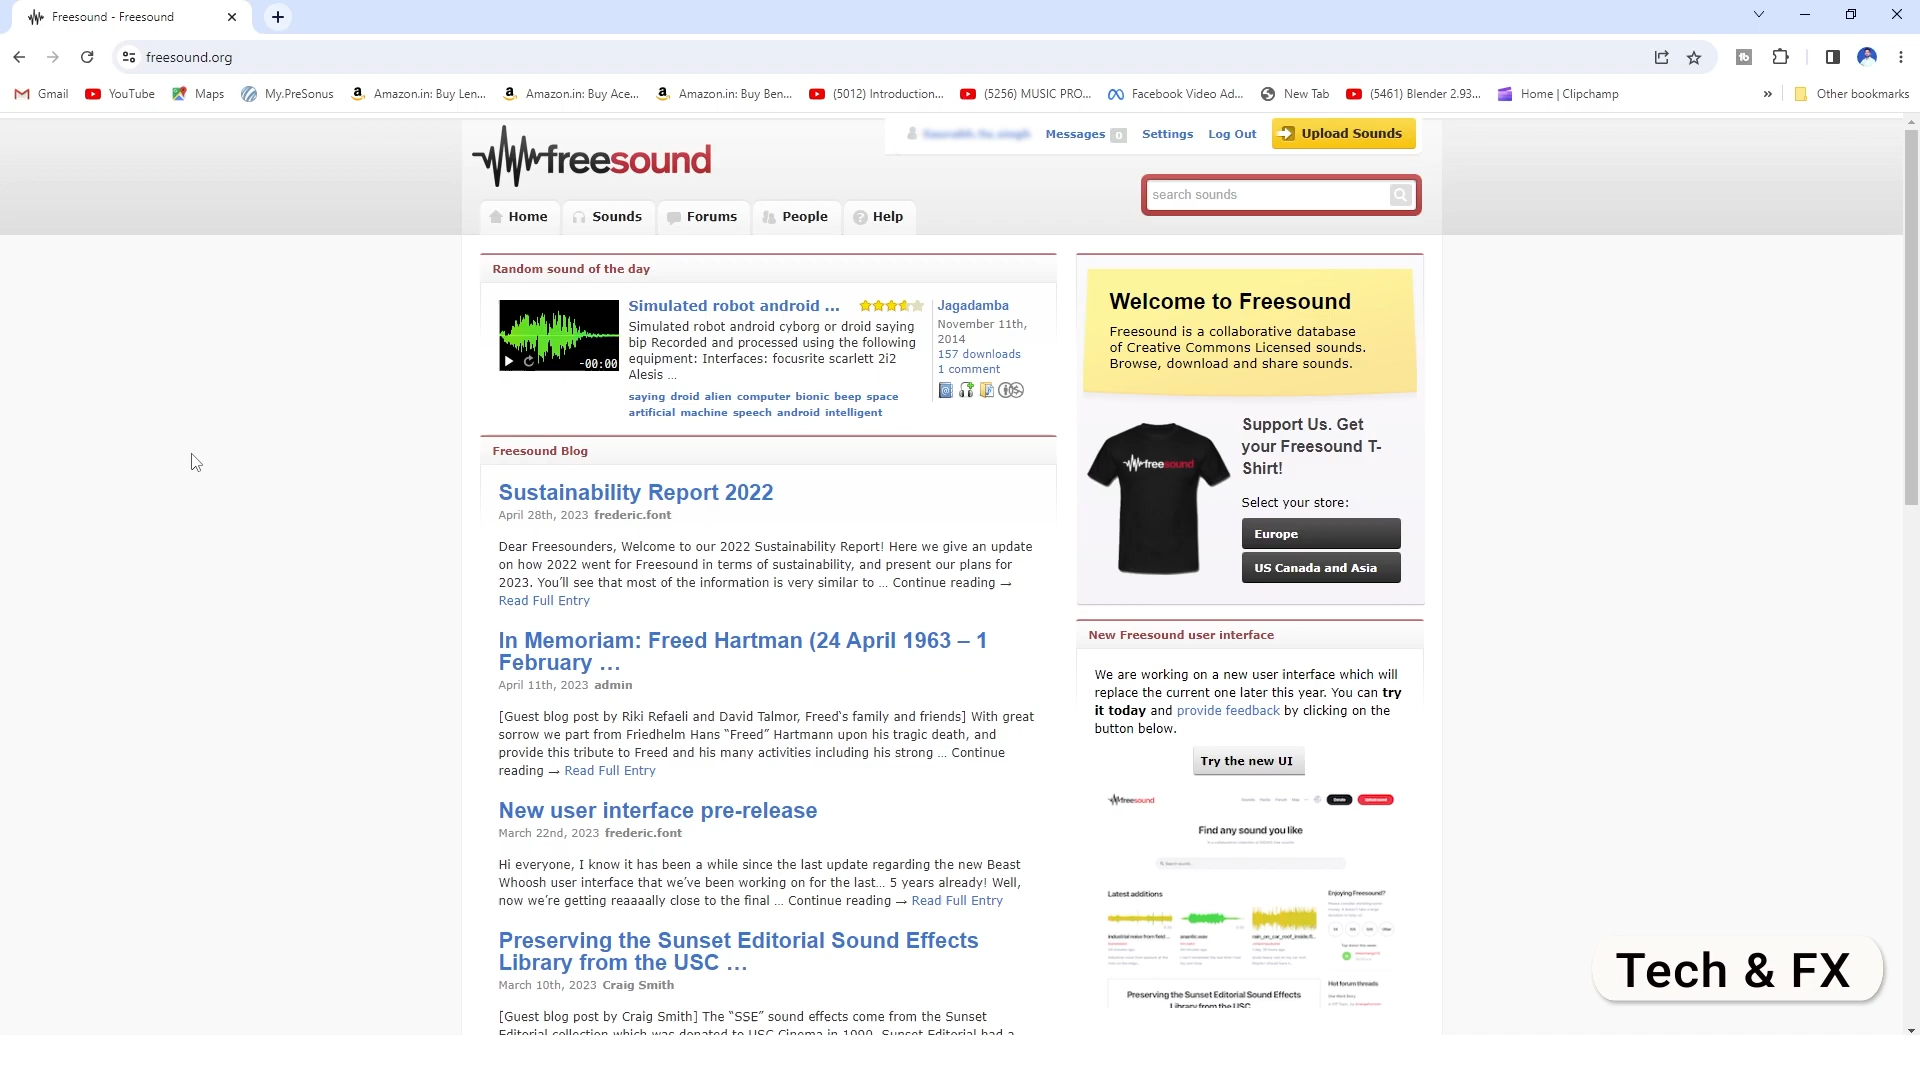 Freesound - Freesound
freesound.org
Gmail
YouTube
Maps
My.PreSonus
Amazon.in: Buy Len...
Amazon.in: Buy Ace...
Amazon.in: Buy Ben...
(5012) Introduction...
(5256) MUSIC PRO...
Facebook Video Ad...
New Tab
(5461) Blender 2.93...
Home | Clipchamp
»
Other bookmarks
freesound
Messages 0
Settings
Log Out
Upload Sounds
search sounds
Home
Sounds
Forums
People
Help
Random sound of the day
Simulated robot android ...
Simulated robot android cyborg or droid saying
bip Recorded and processed using the following
equipment: Interfaces: focusrite scarlett 2i2
Alesis ...
saying droid alien computer bionic beep space
artificial machine speech android intelligent
-00:00
Jagadamba
November 11th,
2014
157 downloads
1 comment
Freesound Blog
Sustainability Report 2022
April 28th, 2023 frederic.font
Dear Freesounders, Welcome to our 2022 Sustainability Report! Here we give an update
on how 2022 went for Freesound in terms of sustainability, and present our plans for
2023. You’ll see that most of the information is very similar to … Continue reading →
Read Full Entry
In Memoriam: Freed Hartman (24 April 1963 – 1
February …
April 11th, 2023 admin
[Guest blog post by Riki Refaeli and David Talmor, Freed‘s family and friends] With great
sorrow we part from Friedhelm Hans “Freed” Hartmann upon his tragic death, and
provide this tribute to Freed and his many activities including his strong … Continue
reading → Read Full Entry
New user interface pre-release
March 22nd, 2023 frederic.font
Hi everyone, I know it has been a while since the last update regarding the new Beast
Whoosh user interface that we’ve been working on for the last… 5 years already! Well,
now we’re getting reaaaally close to the final … Continue reading → Read Full Entry
Preserving the Sunset Editorial Sound Effects
Library from the USC …
March 10th, 2023 Craig Smith
[Guest blog post by Craig Smith] The “SSE” sound effects come from the Sunset
Editorial collection which was donated to USC Cinema in 1990. Sunset Editorial had a
Welcome to Freesound
Freesound is a collaborative database
of Creative Commons Licensed sounds.
Browse, download and share sounds.
freesound
Support Us. Get
your Freesound T-
Shirt!
Select your store:
Europe
US Canada and Asia
New Freesound user interface
We are working on a new user interface which will
replace the current one later this year. You can try
it today and provide feedback by clicking on the
button below.
Try the new UI
freesound
Find any sound you like
Latest additions
Enjoying Freesound?
Hot forum threads
Preserving the Sunset Editorial Sound Effects
Library from the USC
Tech & FX